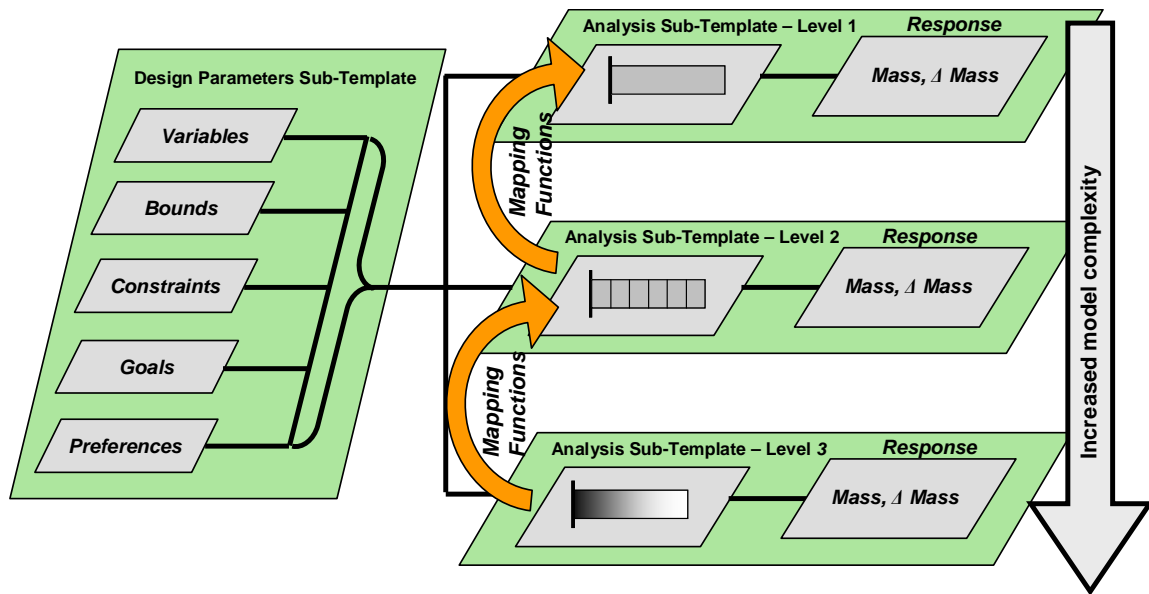 Design Parameters Sub-Template
Variables
Bounds
Constraints
Goals
Preferences
Analysis Sub-Template – Level 1
Response
Mass, Δ Mass
Mapping
Functions
Analysis Sub-Template – Level 2
Response
Mass, Δ Mass
Mapping
Functions
Analysis Sub-Template – Level 3
Response
Mass, Δ Mass
Increased model complexity